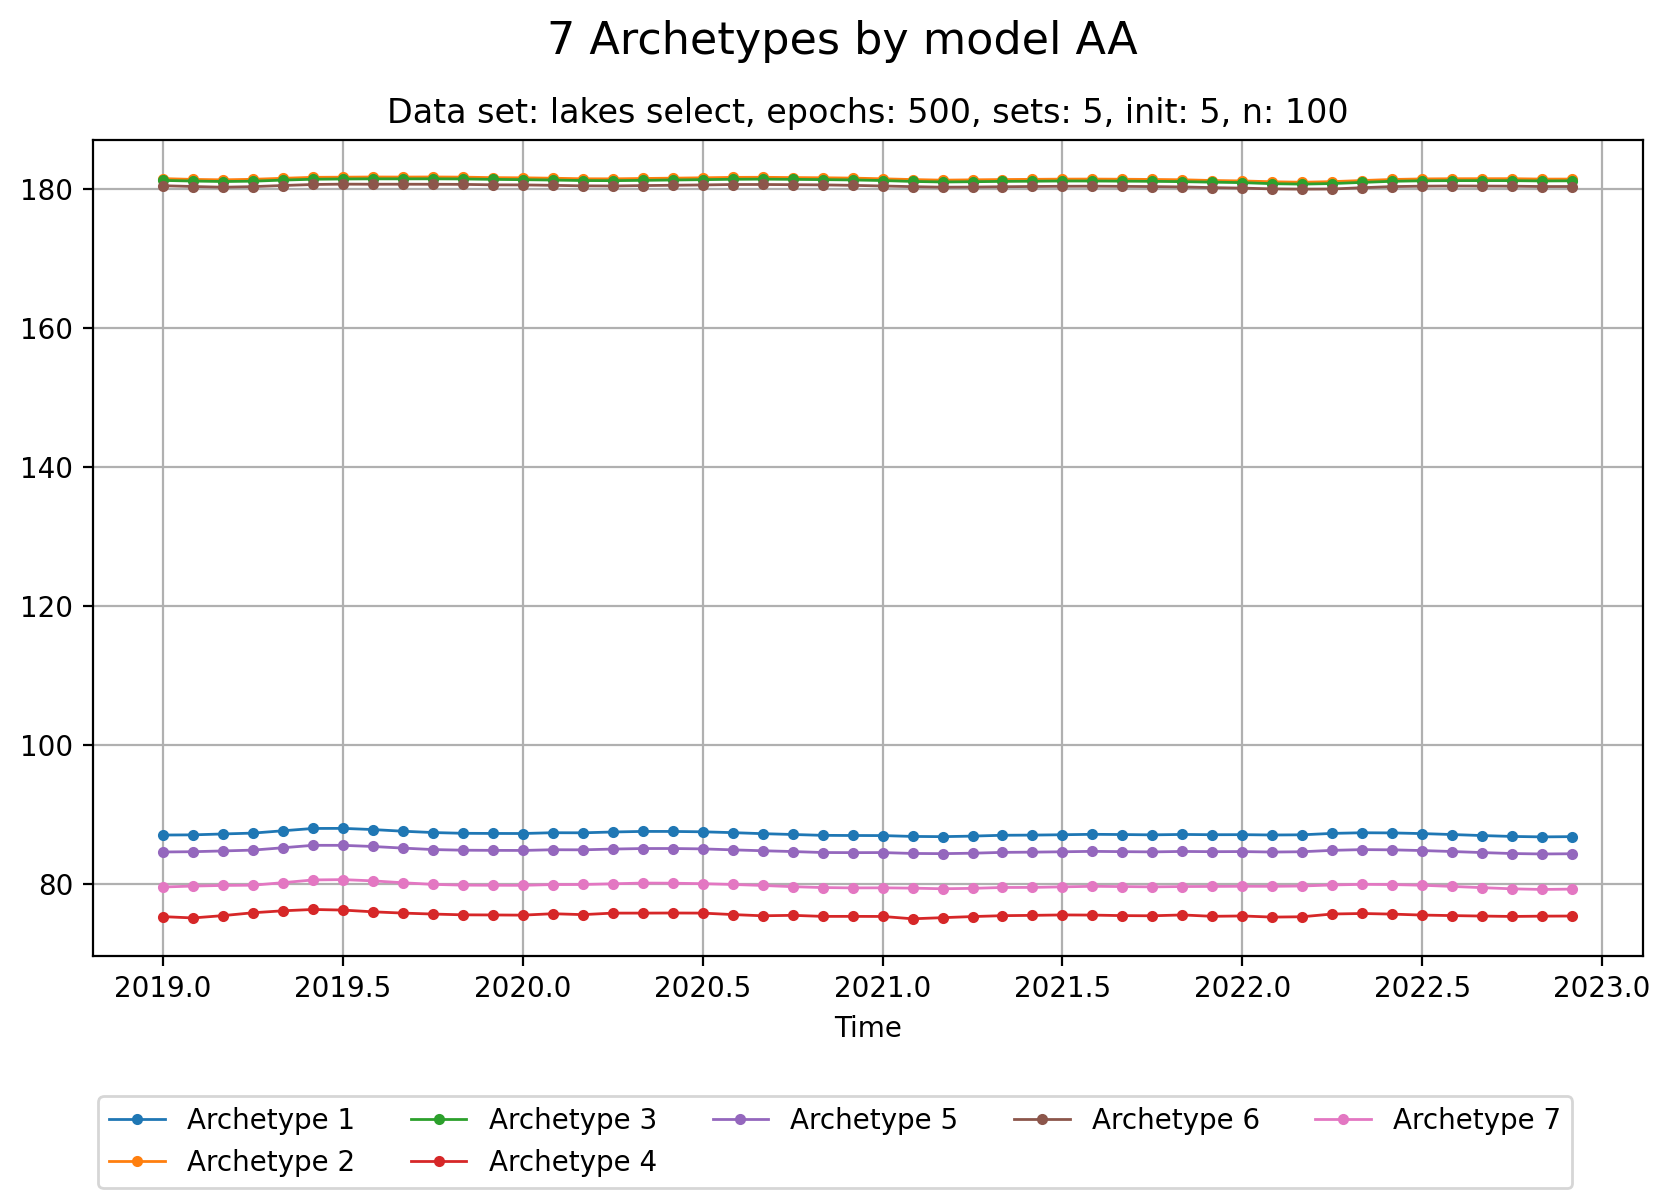 7 Archetypes by model AA
Data set: lakes select, epochs: 500, sets: 5, init: 5, n: 100
180
160
140
120
100
80
2019.0 2019.5 2020.0 2020.5 2021.0 2021.5 2022.0 2022.5 2023.0
Time
Archetype 1 Archetype 3 Archetype 5 Archetype 6 Archetype 7
Archetype 2 Archetype 4